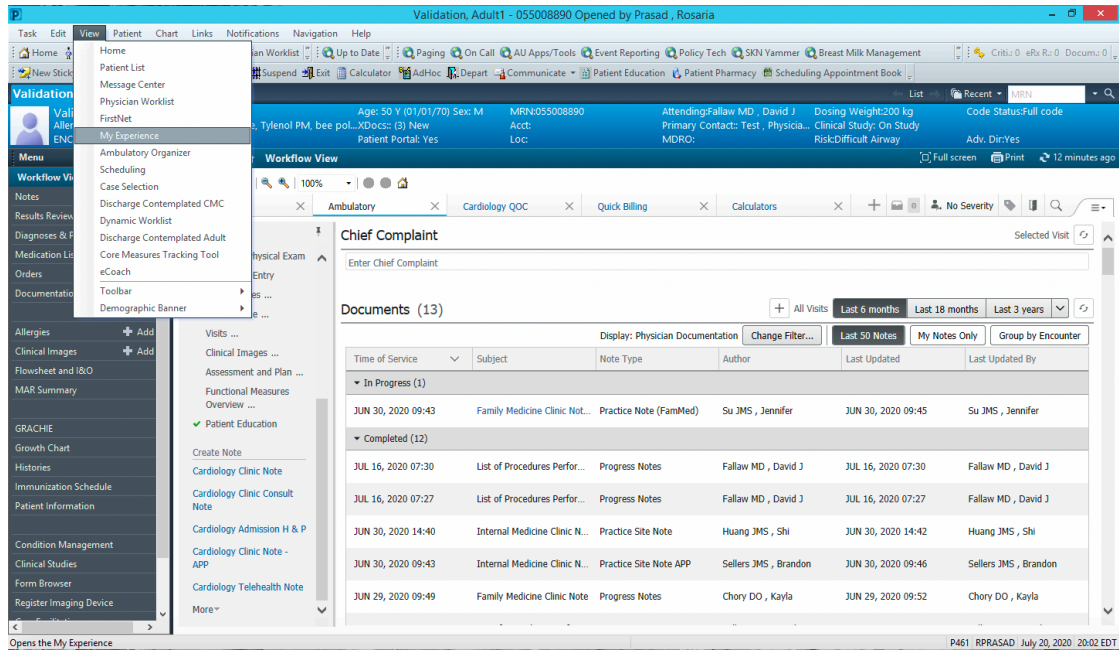 P
Validation, Adult1 - 055008890 Opened by Prasad , Rosaria
Task Edit View Patient Chart Links Notifications Navigation Help
Home
ian Worklist Up to Date Paging On Call AU Apps/Tools Event Reporting Policy Tech SKN Yammer Breast Milk Management Criti.: 0 eRx R.: 0 Docum.: 0
New Stick
Suspend Exit Calculator AdHoc Depart Communicate Patient Education Patient Pharmacy Scheduling Appointment Book
Home
Patient List
Message Center
Physician Worklist
FirstNet
My Experience
Ambulatory Organizer
Scheduling
Case Selection
Discharge Contemplated CMC
Dynamic Worklist
Discharge Contemplated Adult
Core Measures Tracking Tool
eCoach
Toolbar
Demographic Banner
Validation
List Recent MRN
Vali
Aller
ENC
e, Tylenol PM, bee pol...
Age: 50 Y (01/01/70) Sex: M
XDocs:: (3) New
Patient Portal: Yes
MRN:055008890
Acct:
Loc:
Attending:Fallaw MD , David J
Primary Contact:: Test , Physicia...
MDRO:
Dosing Weight:200 kg
Clinical Study: On Study
Risk:Difficult Airway
Code Status:Full code
Adv. Dir:Yes
Menu
Workflow View
Full screen Print 12 minutes ago
100%
Ambulatory Cardiology QOC Quick Billing Calculators
0 No Severity
Workflow Vi
Notes
Results Review
Diagnoses & P
Medication Lis
Orders
Documentatio
Allergies + Add
Clinical Images + Add
Flowsheet and I&O
MAR Summary
GRACHIE
Growth Chart
Histories
Immunization Schedule
Patient Information
Condition Management
Clinical Studies
Form Browser
Register Imaging Device
hysical Exam
Entry
es ...
e ...
Visits ...
Clinical Images ...
Assessment and Plan ...
Functional Measures
Overview ...
Patient Education
Create Note
Cardiology Clinic Note
Cardiology Clinic Consult
Note
Cardiology Admission H & P
Cardiology Clinic Note -
APP
Cardiology Telehealth Note
More
Chief Complaint
Selected Visit
Enter Chief Complaint
Documents (13)
+ All Visits Last 6 months Last 18 months Last 3 years
Display: Physician Documentation Change Filter... Last 50 Notes My Notes Only Group by Encounter
Time of Service Subject Note Type Author Last Updated Last Updated By
In Progress (1)
JUN 30, 2020 09:43 Family Medicine Clinic Not... Practice Note (FamMed) Su JMS , Jennifer JUN 30, 2020 09:45 Su JMS , Jennifer
Completed (12)
JUL 16, 2020 07:30 List of Procedures Perfor... Progress Notes Fallaw MD , David J JUL 16, 2020 07:30 Fallaw MD , David J
JUL 16, 2020 07:27 List of Procedures Perfor... Progress Notes Fallaw MD , David J JUL 16, 2020 07:27 Fallaw MD , David J
JUN 30, 2020 14:40 Internal Medicine Clinic N... Practice Site Note Huang JMS , Shi JUN 30, 2020 14:42 Huang JMS , Shi
JUN 30, 2020 09:43 Internal Medicine Clinic N... Practice Site Note APP Sellers JMS , Brandon JUN 30, 2020 09:46 Sellers JMS , Brandon
JUN 29, 2020 09:49 Family Medicine Clinic Note Progress Notes Chory DO , Kayla JUN 29, 2020 09:52 Chory DO , Kayla
Opens the My Experience
P461 RPRASAD July 20, 2020 20:02 EDT